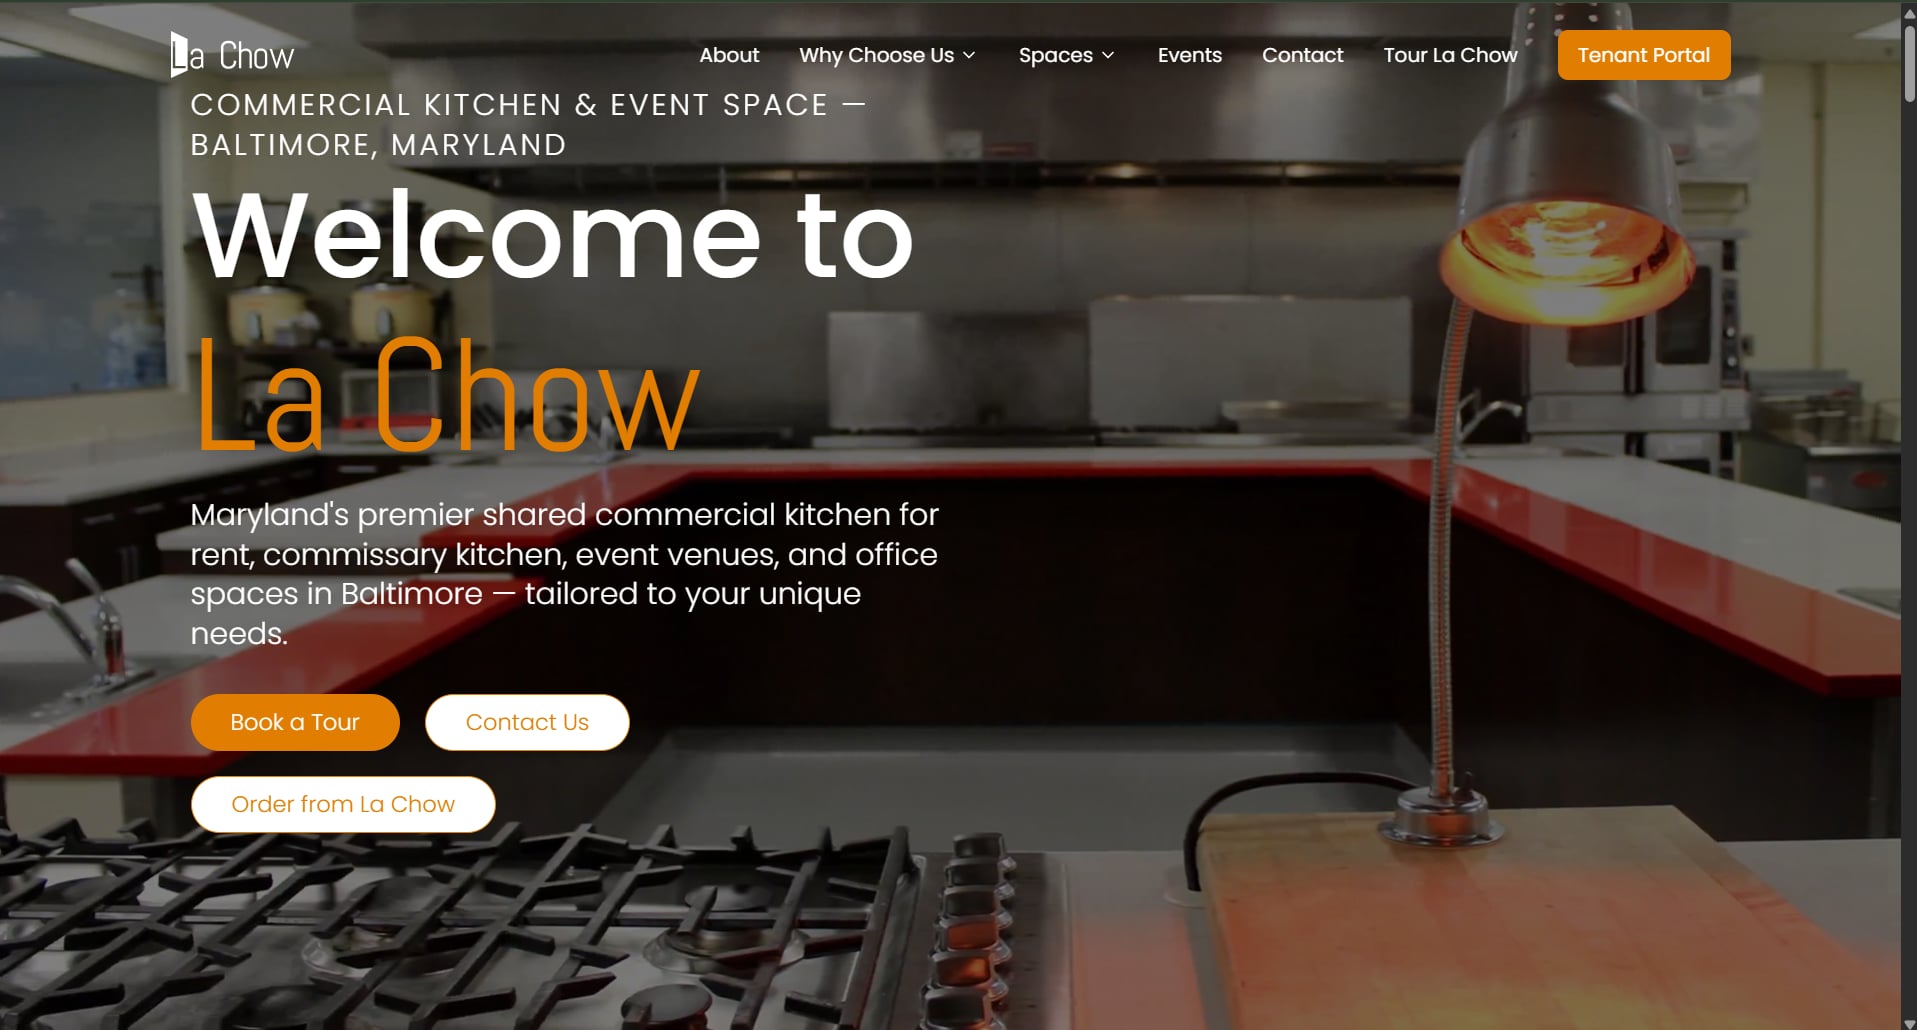 La Chow
About
Why Choose Us
Spaces
Events
Contact
Tour La Chow
Tenant Portal
COMMERCIAL KITCHEN & EVENT SPACE —
BALTIMORE, MARYLAND
Welcome to
La Chow
Maryland's premier shared commercial kitchen for
rent, commissary kitchen, event venues, and office
spaces in Baltimore — tailored to your unique
needs.
Book a Tour
Contact Us
Order from La Chow